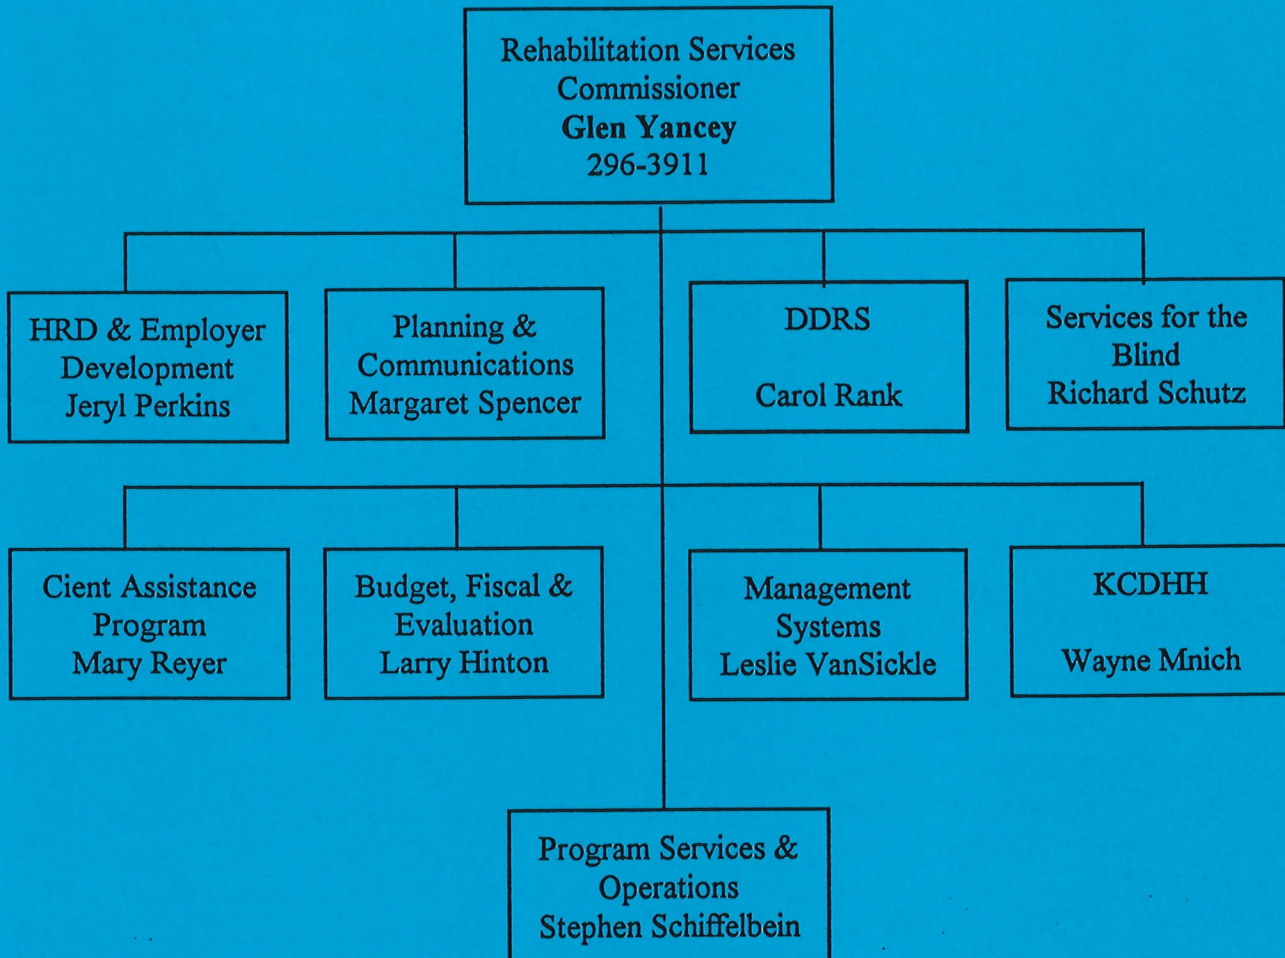 Rehabilitation Services
Commissioner
Glen Yancey
296-3911
HRD & Employer
Development
Jeryl Perkins
Planning &
Communications
Margaret Spencer
DDRS
Carol Rank
Services for the
Blind
Richard Schutz
Cient Assistance
Program
Mary Reyer
Budget, Fiscal &
Evaluation
Larry Hinton
Management
Systems
Leslie VanSickle
KCDHH
Wayne Mnich
Program Services &
Operations
Stephen Schiffelbein